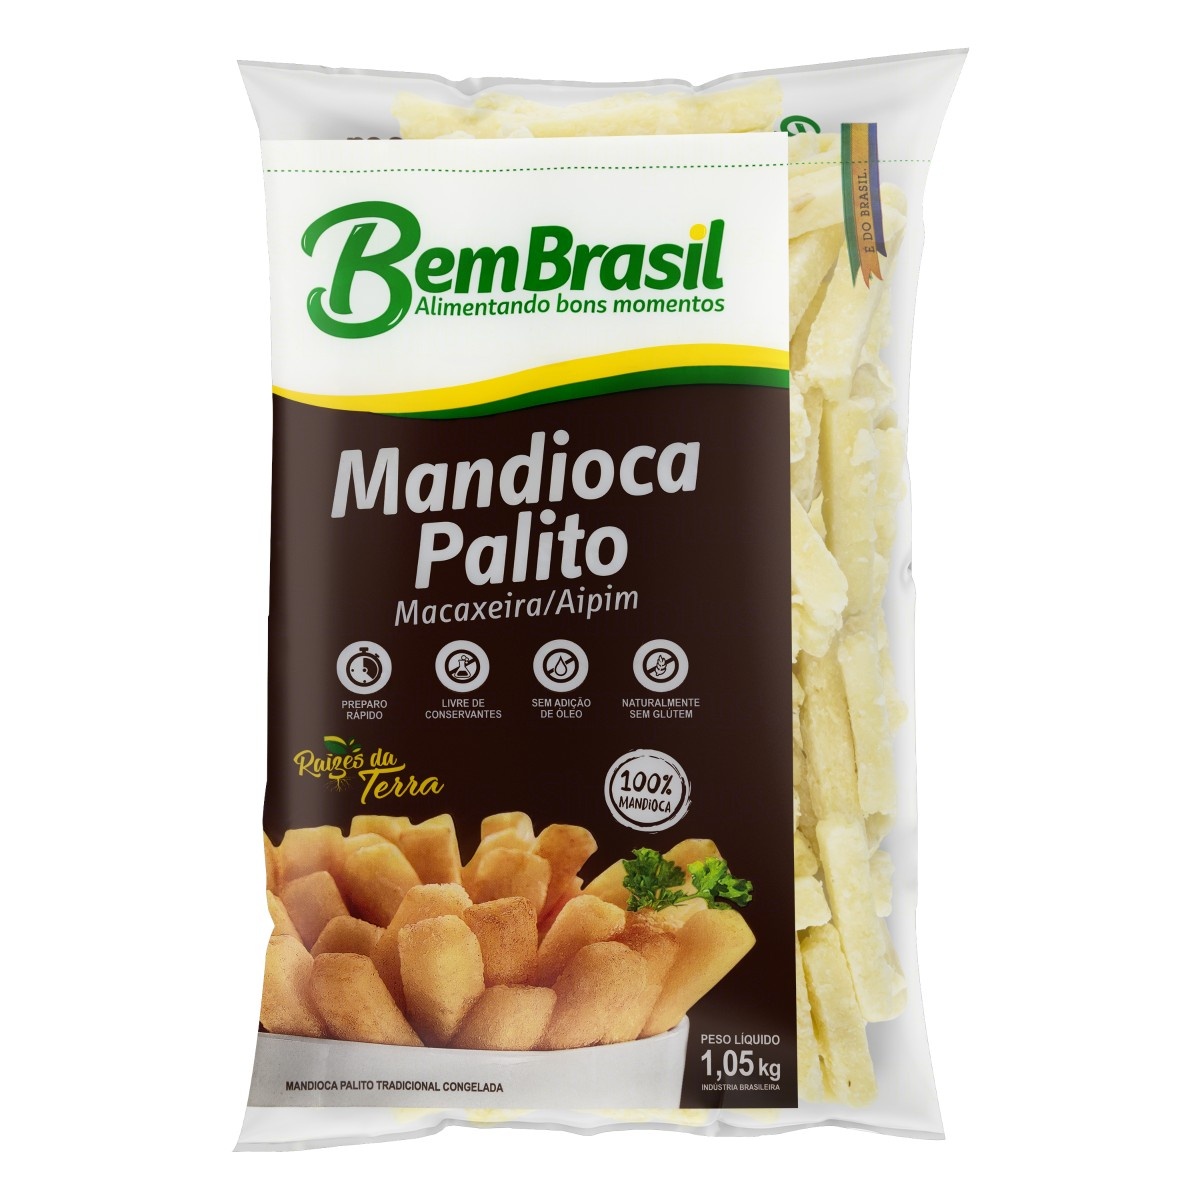 BemBrasil
Alimentando bons momentos
É DO BRASIL.
Mandioca
Palito
Macaxeira/Aipim
PREPARO
RÁPIDO
LIVRE DE
CONSERVANTES
SEM ADIÇÃO
DE ÓLEO
NATURALMENTE
SEM GLÚTEM
Raízes da
Terra
100%
MANDIOCA
PESO LÍQUIDO
1,05 kg
INDÚSTRIA BRASILEIRA
MANDIOCA PALITO TRADICIONAL CONGELADA